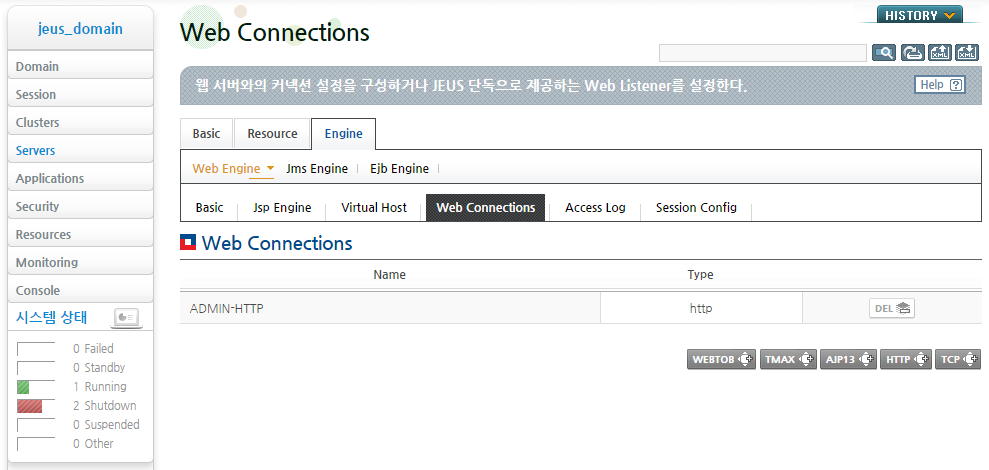 jeus_domain
Domain
Session
Clusters
Servers
Applications
Security
Resources
Monitoring
Console
시스템 상태
0 Failed
0 Standby
1 Running
2 Shutdown
0 Suspended
0 Other
HISTORY
Web Connections
XML XML
웹 서버와의 커넥션 설정을 구성하거나 JEUS 단독으로 제공하는 Web Listener를 설정한다.
Help ?
Basic Resource Engine
Web Engine Jms Engine Ejb Engine
Basic Jsp Engine Virtual Host Web Connections Access Log Session Config
Web Connections
Name Type
ADMIN-HTTP http DEL
WEBTOB TMAX AJP13 HTTP TCP